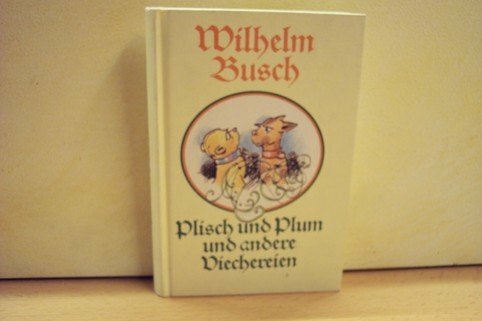 Wilhelm
Busch
Plisch und Plum
und andere
Viechereien